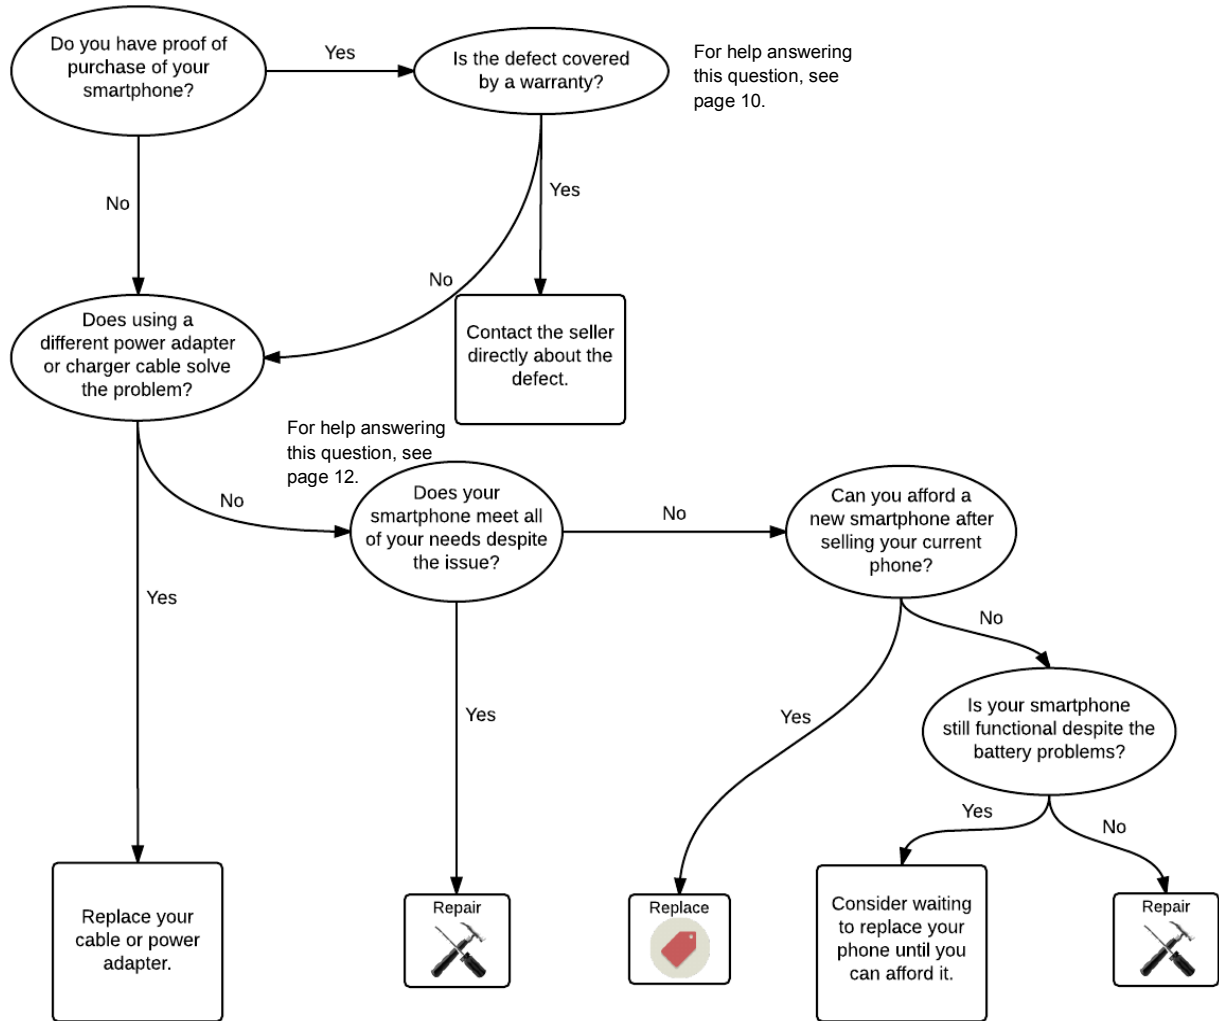 Do you have proof of
purchase of your
smartphone?
Yes
Is the defect covered
by a warranty?
For help answering
this question, see
page 10.
No
Yes
No
Does using a
different power adapter
or charger cable solve
the problem?
Contact the seller
directly about the
defect.
For help answering
this question, see
page 12.
No
Does your
smartphone meet all
of your needs despite
the issue?
No
Can you afford a
new smartphone after
selling your current
phone?
Yes
No
Yes
Yes
Is your smartphone
still functional despite the
battery problems?
Yes
No
Replace your
cable or power
adapter.
Repair
Replace
Consider waiting
to replace your
phone until you
can afford it.
Repair